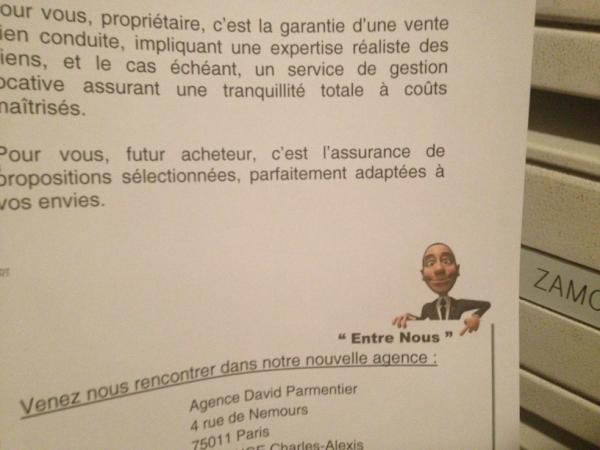 our vous, propriétaire, c'est la garantie d'une vente
ien conduite, impliquant une expertise réaliste des
iens, et le cas échéant, un service de gestion
ocative assurant une tranquillité totale à coûts
naîtrisés.
Pour vous, futur acheteur, c'est l'assurance de
propositions sélectionnées, parfaitement adaptées à
vos envies.
ZAMO
" Entre Nous "
Venez nous rencontrer dans notre nouvelle agence :
Agence David Parmentier
4 rue de Nemours
75011 Paris
Charles-Alexis